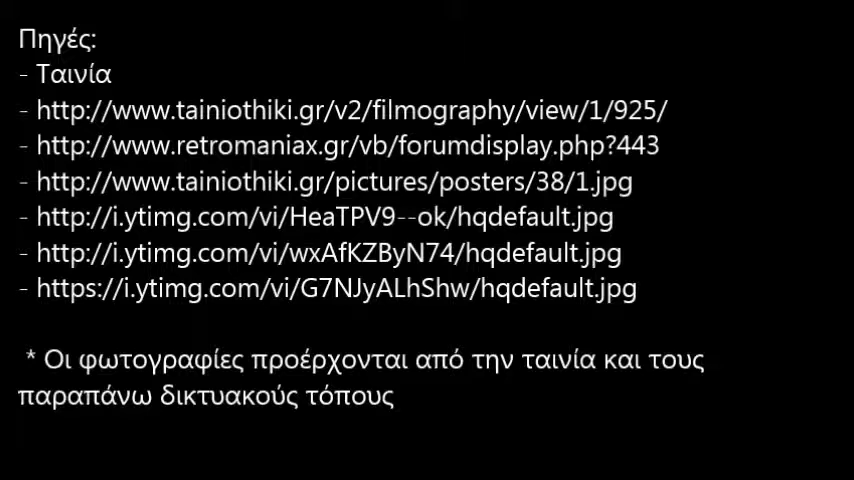 Πηγές:
- Ταινία
- http://www.tainiothiki.gr/v2/filmography/view/1/925/
- http://www.retromaniax.gr/vb/forumdisplay.php?443
- http://www.tainiothiki.gr/pictures/posters/38/1.jpg
- http://i.ytimg.com/vi/HeaTPV9--ok/hqdefault.jpg
- http://i.ytimg.com/vi/wxAfKZByN74/hqdefault.jpg
- https://i.ytimg.com/vi/G7NJyALhShw/hqdefault.jpg
* Οι φωτογραφίες προέρχονται από την ταινία και τους
παραπάνω δικτυακούς τόπους